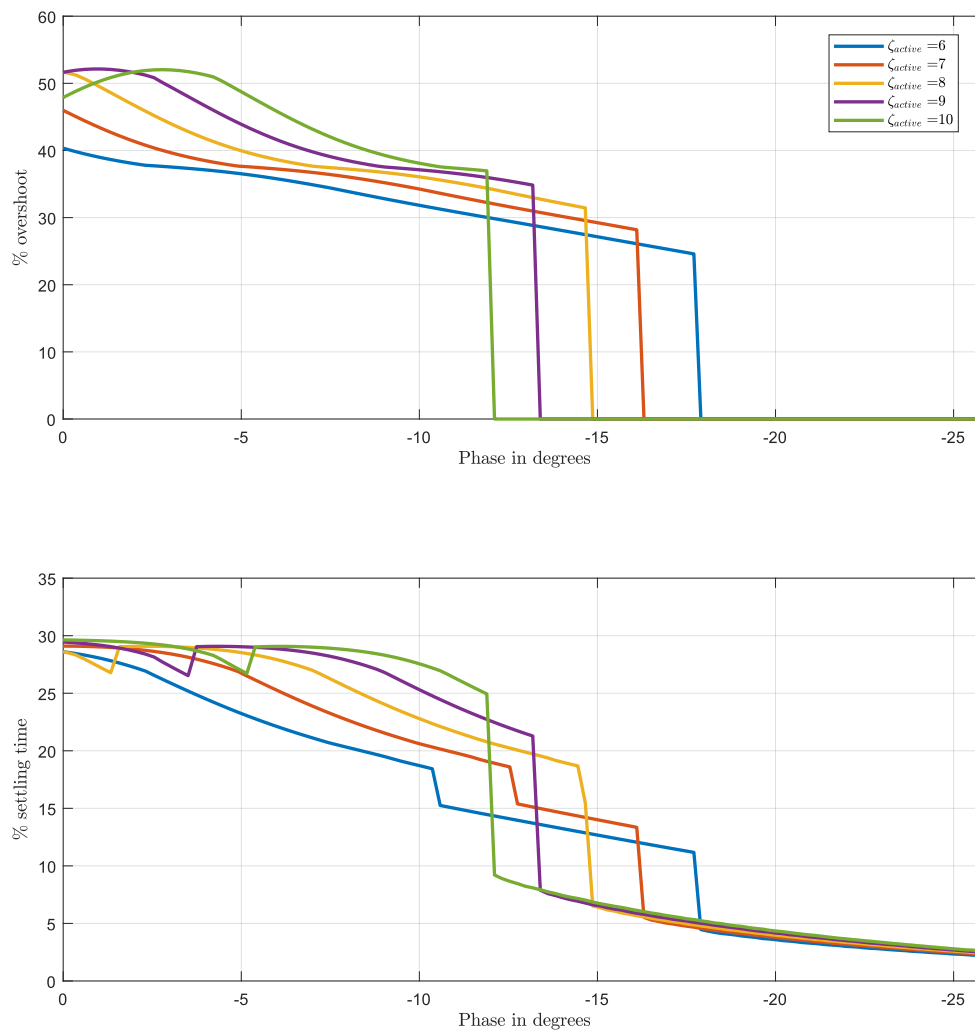 60
50
40
30
20
10
0
% overshoot
ζactive =6
ζactive =7
ζactive =8
ζactive =9
ζactive =10
0 -5 -10 -15 -20 -25
Phase in degrees
35
30
25
20
15
10
5
0
% settling time
0 -5 -10 -15 -20 -25
Phase in degrees